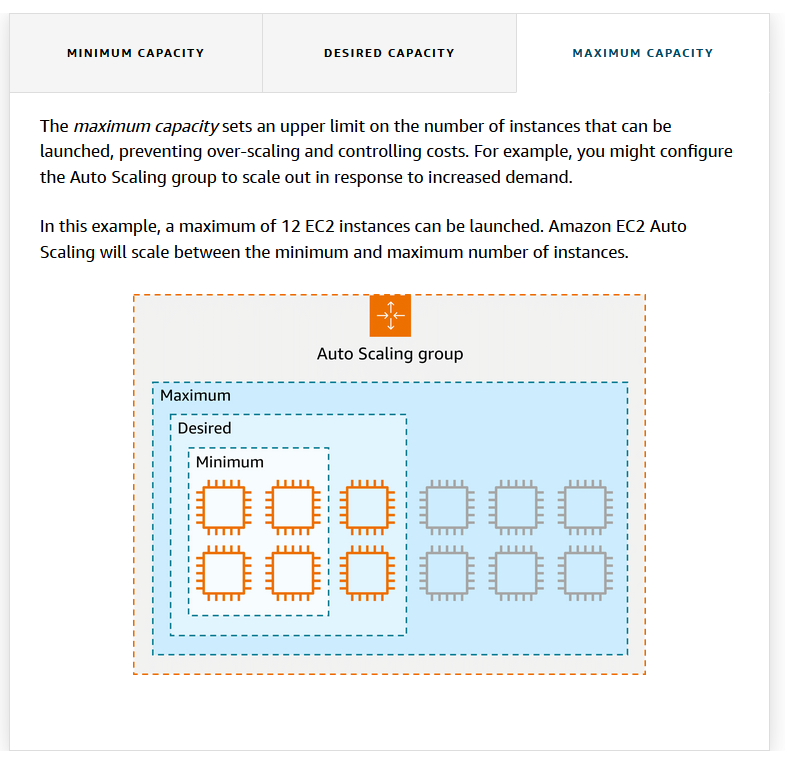 MINIMUM CAPACITY
DESIRED CAPACITY
MAXIMUM CAPACITY
The maximum capacity sets an upper limit on the number of instances that can be
launched, preventing over-scaling and controlling costs. For example, you might configure
the Auto Scaling group to scale out in response to increased demand.
In this example, a maximum of 12 EC2 instances can be launched. Amazon EC2 Auto
Scaling will scale between the minimum and maximum number of instances.
Auto Scaling group
Maximum
Desired
Minimum